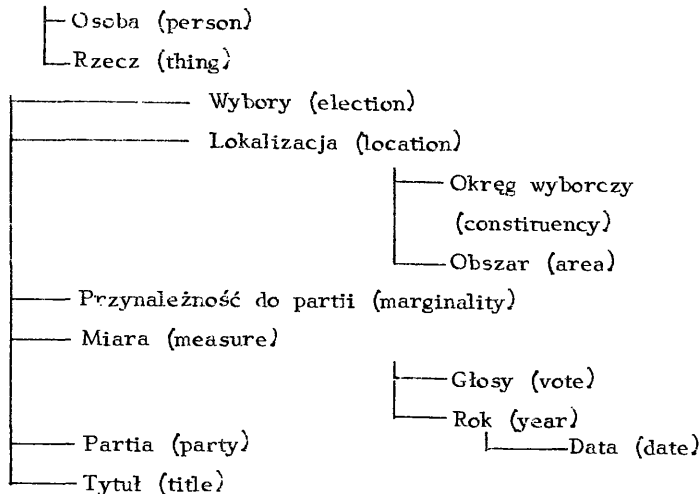 Osoba (person)
Rzecz (thing)
Wybory (election)
Lokalizacja (location)
Okręg wyborczy
(constiruency)
Obszar (area)
Przynależność do partii (marginality)
Miara (measure)
Głosy (vote)
Rok (year)
Partia (party)
Data (date)
Tytuł (title)